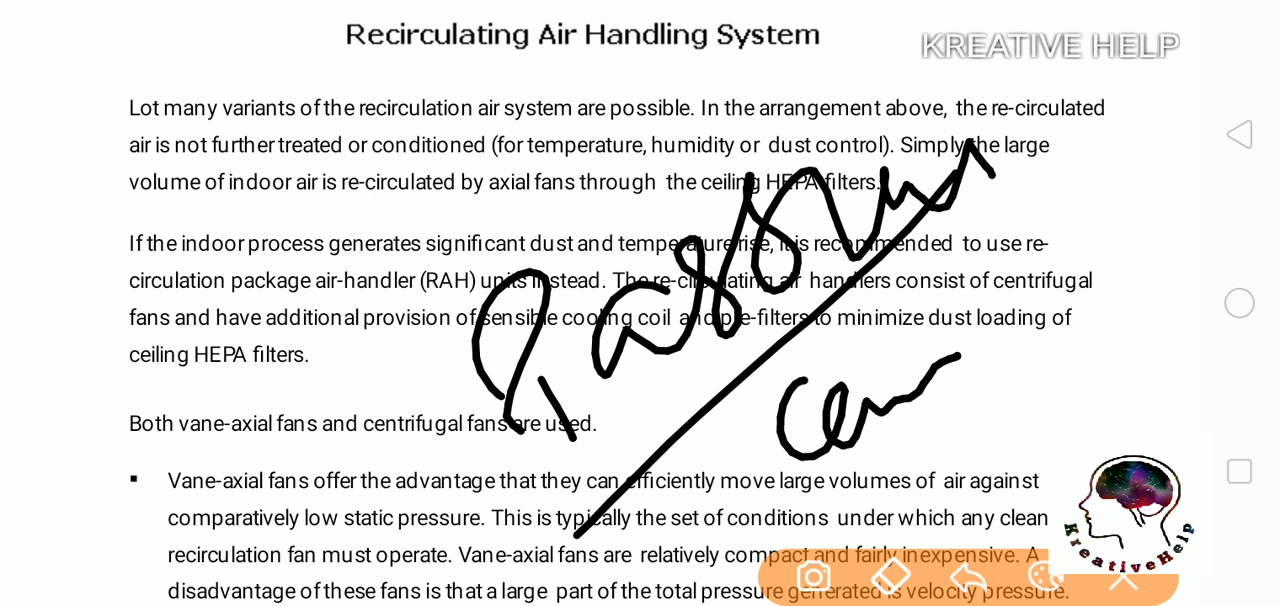 Recirculating Air Handling System
KREATIVE HELP
Lot many variants of the recirculation air system are possible. In the arrangement above, the re-circulated
air is not further treated or conditioned (for temperature, humidity or dust control). Simply the large
volume of indoor air is re-circulated by axial fans through the ceiling HEPA filters.
If the indoor process generates significant dust and temperature rise, it is recommended to use re-
circulation package air-handler (RAH) units instead. The re-circulating air handlers consist of centrifugal
fans and have additional provision of sensible cooling coil and pre-filters to minimize dust loading of
ceiling HEPA filters.
Both vane-axial fans and centrifugal fans are used.
▪ Vane-axial fans offer the advantage that they can efficiently move large volumes of air against
comparatively low static pressure. This is typically the set of conditions under which any clean
recirculation fan must operate. Vane-axial fans are relatively compact and fairly inexpensive. A
disadvantage of these fans is that a large part of the total pressure generated is velocity pressure.
KreativeHelp